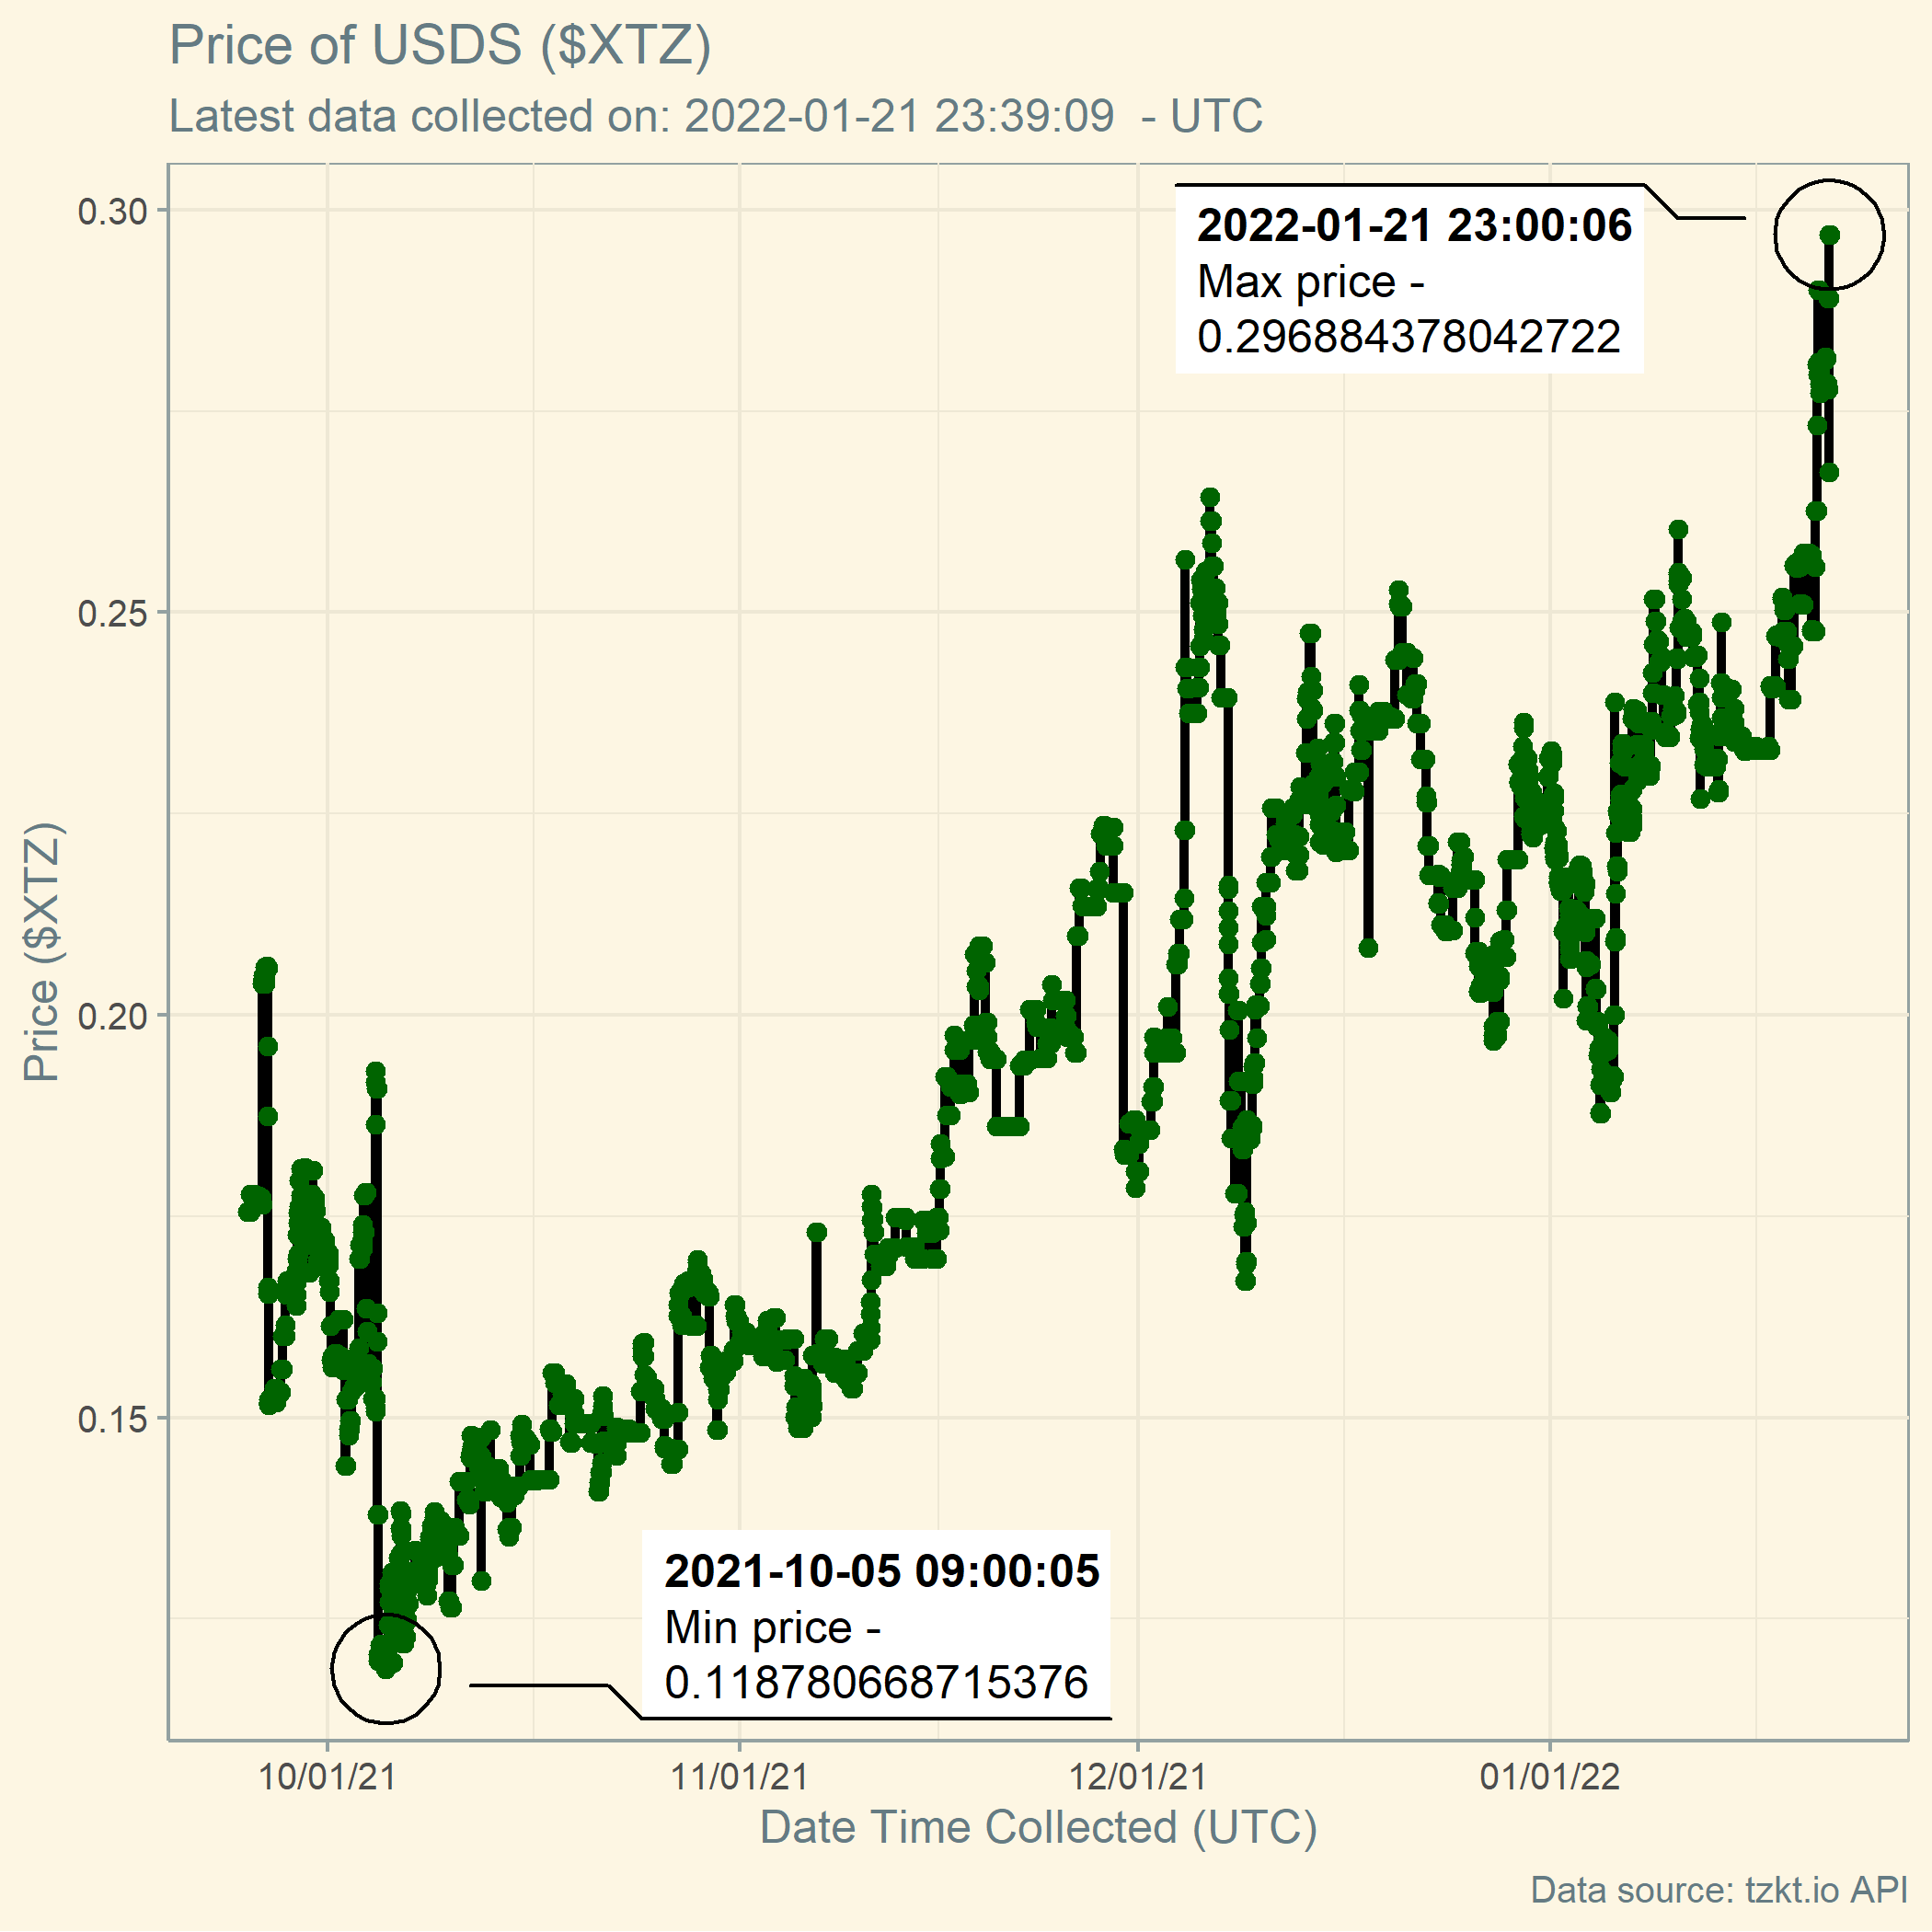 Price of USDS ($XTZ)
Latest data collected on: 2022-01-21 23:39:09 - UTC
2022-01-21 23:00:06
Max price -
0.296884378042722
0.30
0.25
0.20
0.15
Price ($XTZ)
2021-10-05 09:00:05
Min price -
0.118780668715376
10/01/21
11/01/21
12/01/21
01/01/22
Date Time Collected (UTC)
Data source: tzkt.io API